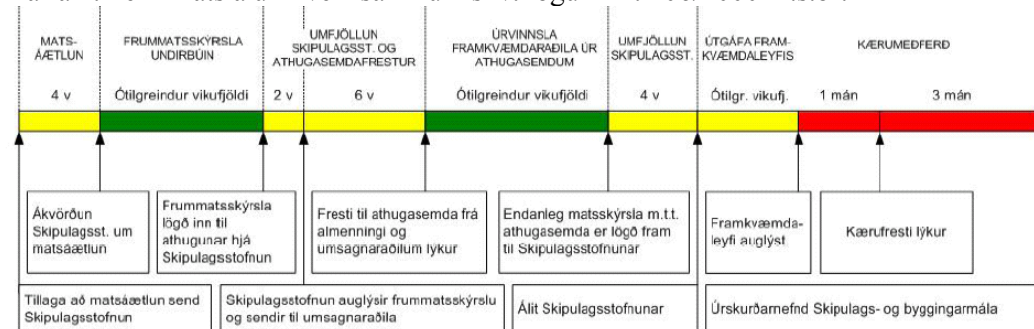 MATS-
ÁÆTLUN
FRUMMATSSKÝRSLA
UNDIRBÚIN
UMFJÖLLUN
SKIPULAGSST. OG
ATHUGASEMDAFRESTUR
ÚRVINNSLA
FRAMKVÆMDARAÐILA ÚR
ATHUGASENDUM
UMFJÖLLUN
SKIPULAGSST.
ÚTGÁFA FRAM-
KVÆMDALEYFIS
KÆRUMEÐFERÐ
4 v
Ótilgreindur vikufjöldi
2 v
6 v
Ótilgreindur vikufjöldi
4 v
Ótilgr. vikufj.
1 mán
3 mán
Ákvörðun
Skipulagsst. um
matsáætlun
Frummatsskýrsla
lögð inn til
athugunar hjá
Skipulagsstofnun
Fresti til athugasemda frá
almenningi og
umsagnaraðilum lýkur
Endanleg matsskýrsla m.t.t.
athugasema er lögð fram
til Skipulagsstofnunar
Framkvæmda-
leyfi auglýst
Kærufresti lýkur
Tillaga að matsáætlun send
Skipulagsstofnun
Skipulagsstofnun auglýsir frummatsskýrslu
og sendir til umsagnaraðila
Álit Skipulagsstofnunar
Úrskurðarnefnd Skipulags- og byggingarmála